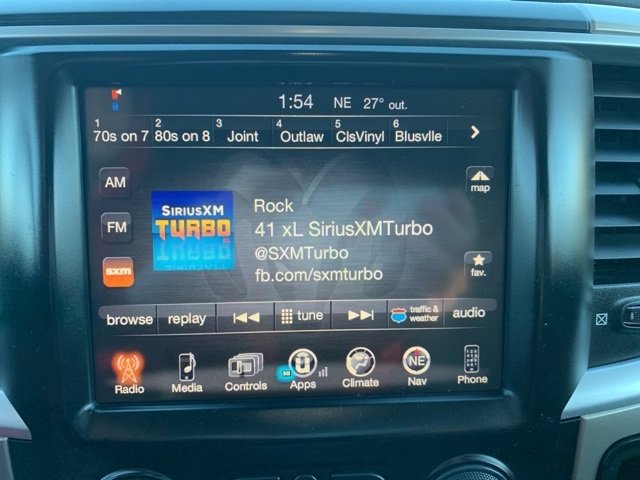 1:54 NE 27° out.
1 2 3 4 5 6
70s on 7 80s on 8 Joint Outlaw ClsVinyl Blusvlle
AM
map
SIRIUSXM
TURBO
Rock
FM
41 xL SiriusXMTurbo
@SXMTurbo
sxm
fb.com/sxmturbo
fav.
browse replay tune traffic & weather audio
3G NE
Radio Media Controls Apps Climate Nav Phone